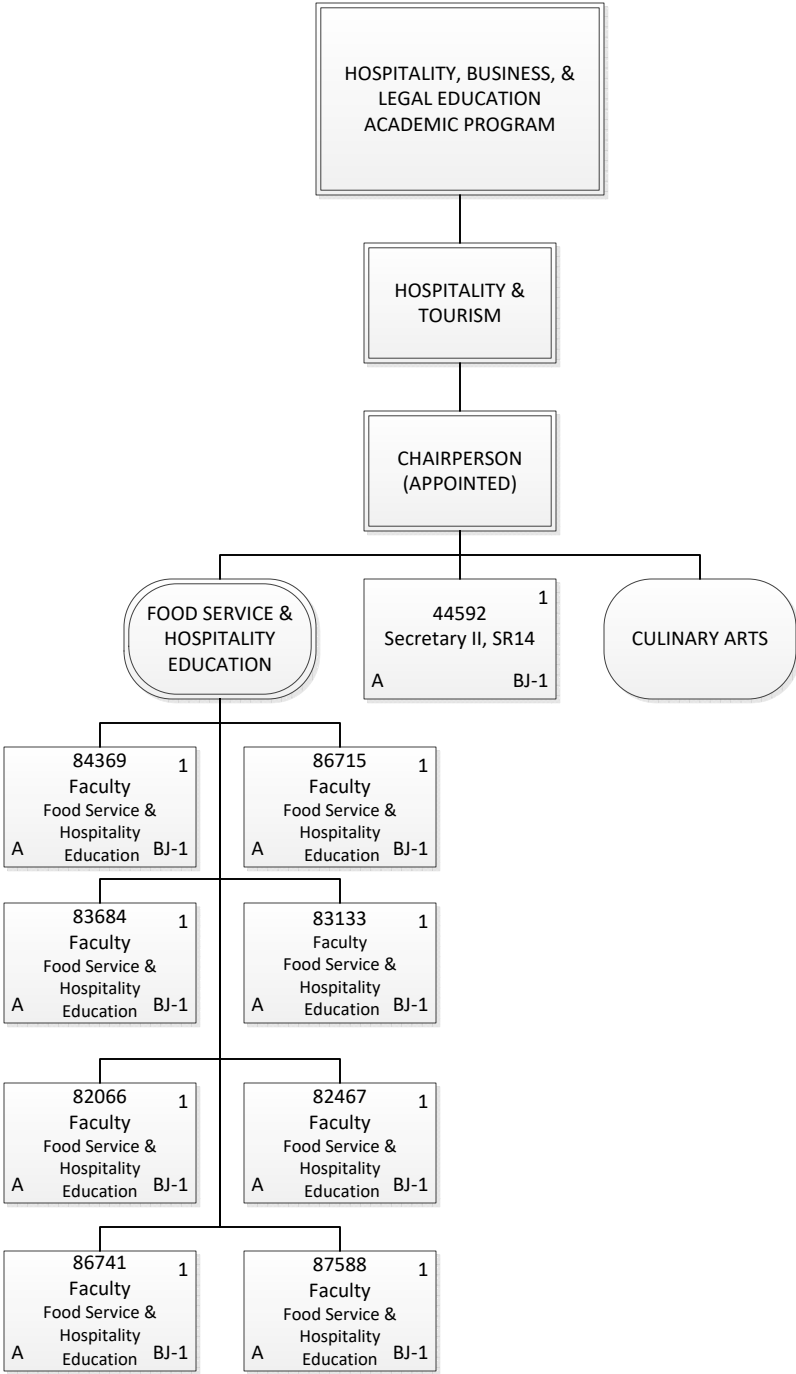 HOSPITALITY, BUSINESS, &
LEGAL EDUCATION
ACADEMIC PROGRAM
HOSPITALITY &
TOURISM
CHAIRPERSON
(APPOINTED)
FOOD SERVICE &
HOSPITALITY
EDUCATION
1
44592
Secretary II, SR14
A BJ-1
CULINARY ARTS
84369 1
Faculty
Food Service &
Hospitality
A Education BJ-1
86715 1
Faculty
Food Service &
Hospitality
A Education BJ-1
83684 1
Faculty
Food Service &
Hospitality
A Education BJ-1
83133 1
Faculty
Food Service &
Hospitality
A Education BJ-1
82066 1
Faculty
Food Service &
Hospitality
A Education BJ-1
82467 1
Faculty
Food Service &
Hospitality
A Education BJ-1
86741 1
Faculty
Food Service &
Hospitality
A Education BJ-1
87588 1
Faculty
Food Service &
Hospitality
A Education BJ-1